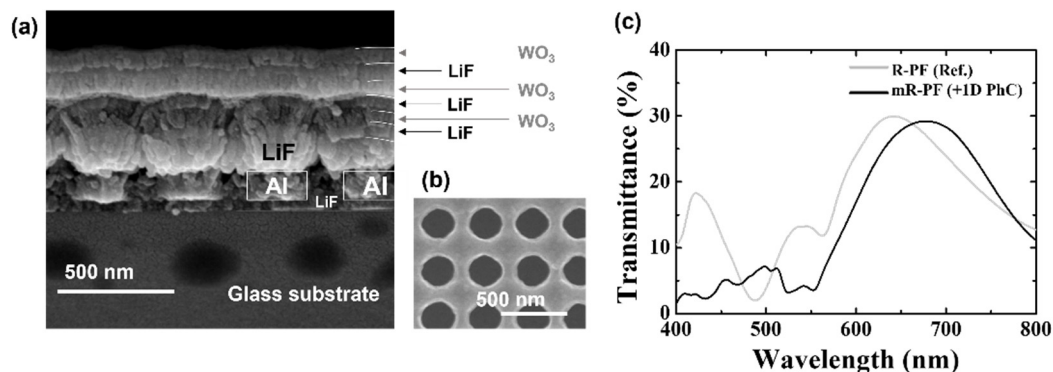 (a)
WO3
LiF
WO3
LiF
WO3
LiF
LiF
Al
LiF
Al
500 nm
Glass substrate
(b)
500 nm
(c)
R-PF (Ref.)
mR-PF (+1D PhC)
40
30
20
10
0
Transmittance (%)
400 500 600 700 800
Wavelength (nm)